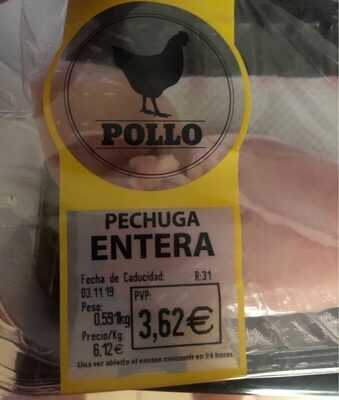 POLLO
PECHUGA
ENTERA
Fecha de Caducidad: R:31
03.11.19
PVP:
Peso:
0,591kg
3,62€
Precio/Kg:
6,12€
Una vez abierto el envase consumir en 24 horas